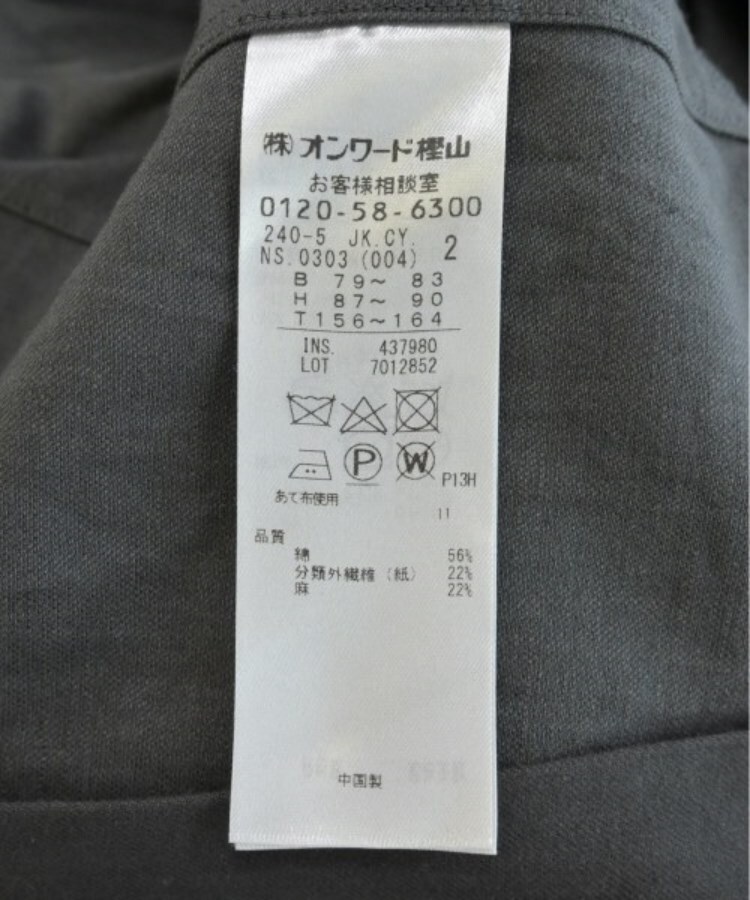 ㈱オンワード樫山
お客様相談室
0120-58-6300
240-5 JK.CY. 2
NS.0303(004)
B 79～ 83
H 87～ 90
T156～164
INS. 437980
LOT 7012852
P W
P13H
あて布使用
11
品質
綿 56%
分類外繊維（紙） 22%
麻 22%
中国製